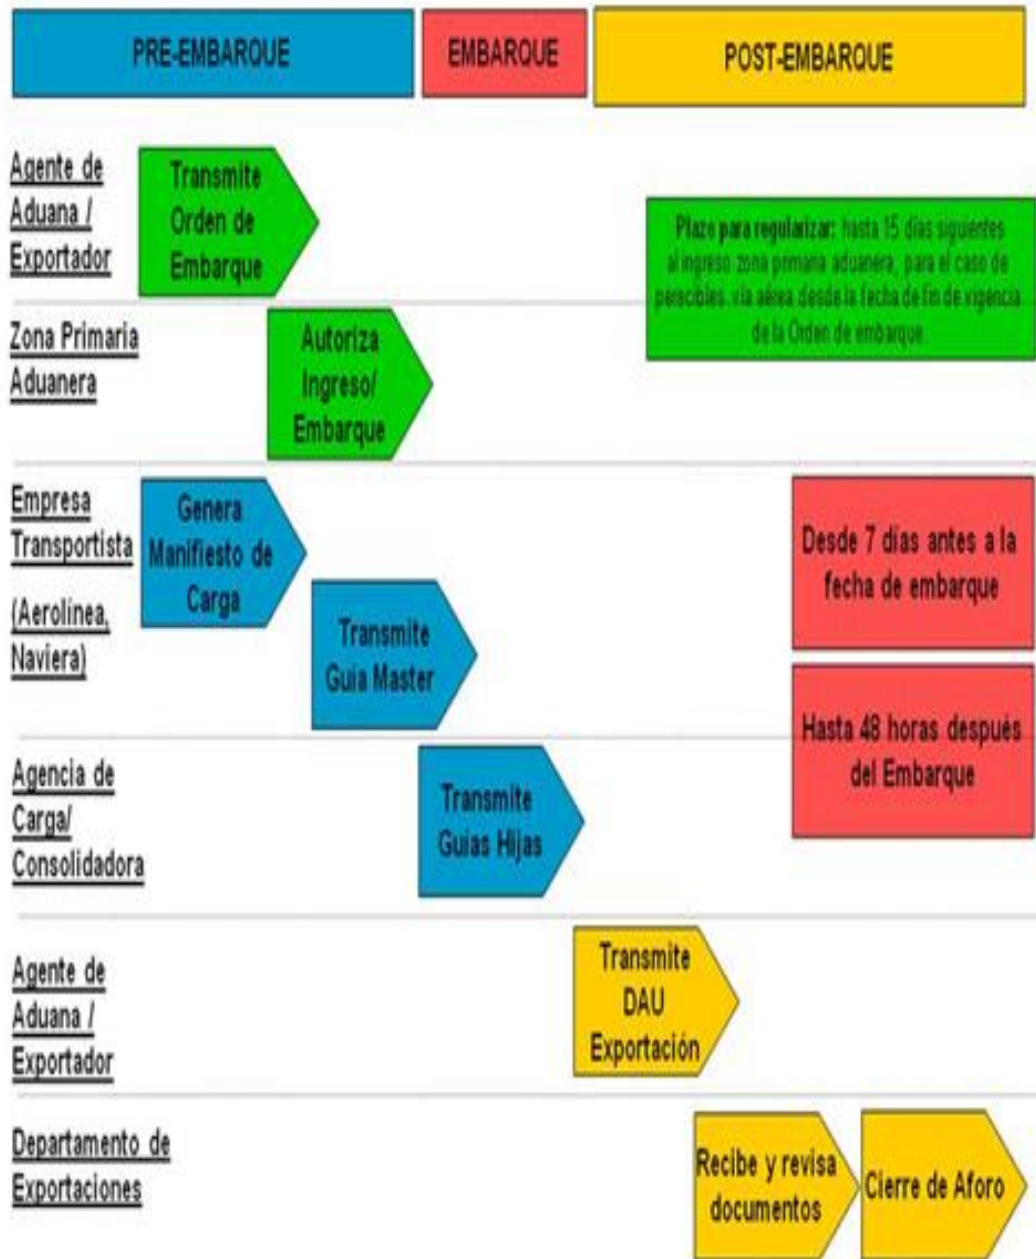 PRE-EMBARQUE
EMBARQUE
POST-EMBARQUE
Agente de
Aduana /
Exportador
Transmite
Orden de
Embarque
Plazo para regularizar: hasta 15 días siguientes
al ingreso zona primaria aduanera, para el caso de
perecibles. vía aérea desde la fecha de fin de vigencia
de la Orden de embarque.
Zona Primaria
Aduanera
Autoriza
Ingreso/
Embarque
Empresa
Transportista
(Aerolínea,
Naviera)
Genera
Manifiesto de
Carga
Transmite
Guia Master
Desde 7 días antes a la
fecha de embarque
Hasta 48 horas después
del Embarque
Agencia de
Carga/
Consolidadora
Transmite
Guias Hijas
Agente de
Aduana /
Exportador
Transmite
DAU
Exportación
Departamento de
Exportaciones
Recibe y revisa
documentos
Cierre de Aforo